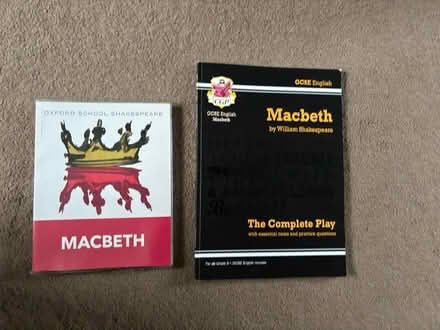 OXFORD SCHOOL SHAKESPEARE
MACBETH
GCSE English
CGP
GCSE English
Macbeth
Macbeth
by William Shakespeare
The Complete Play
with essential notes and practice questions